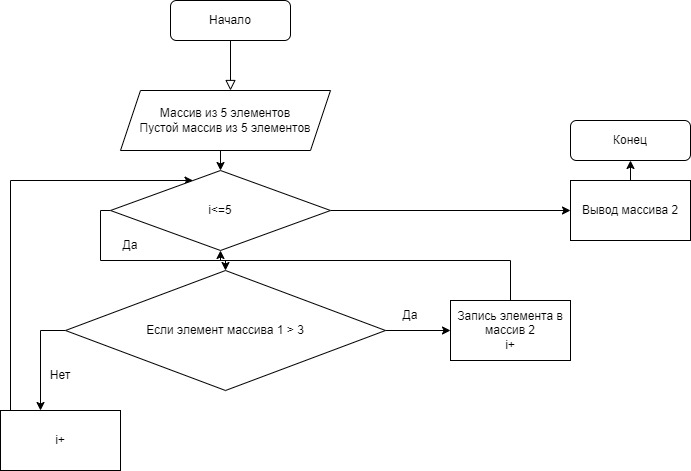 Начало
Массив из 5 элементов
Пустой массив из 5 элементов
Конец
i<=5
Вывод массива 2
Да
Если элемент массива 1 > 3
Да
Запись элемента в
массив 2
i+
Нет
i+